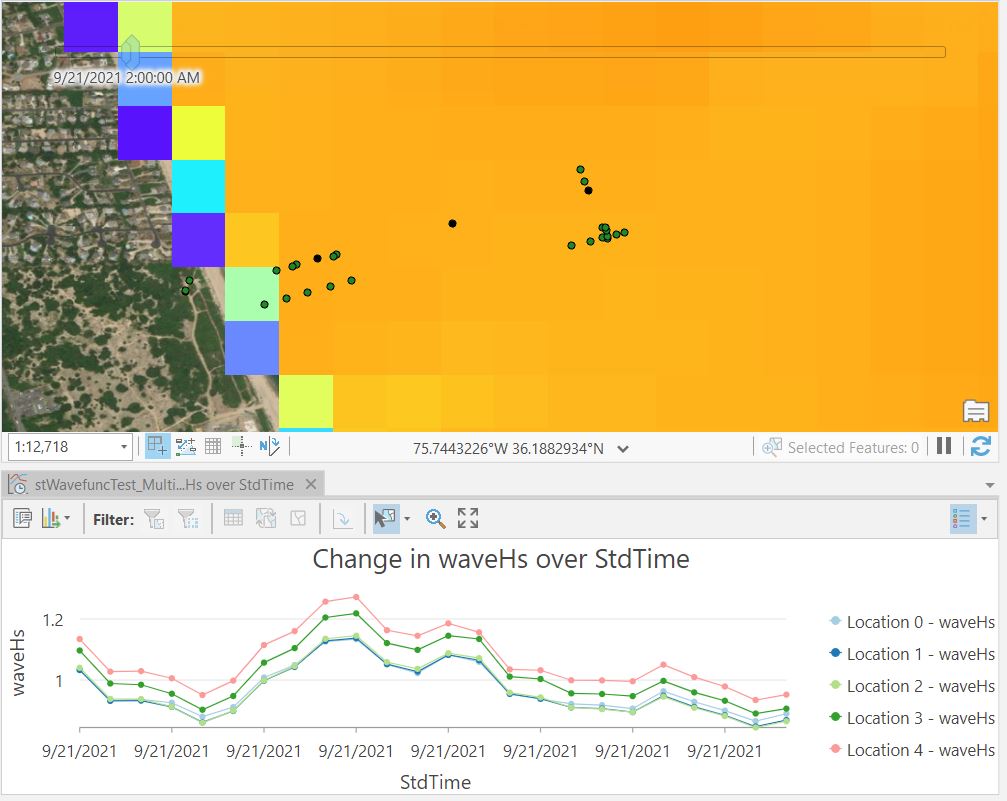 9/21/2021 2:00:00 AM
1:12,718
75.7443226°W 36.1882934°N
Selected Features: 0
stWavefuncTest_Multi...Hs over StdTime
Filter:
Change in waveHs over StdTime
waveHs
1.2
1
9/21/2021 9/21/2021 9/21/2021 9/21/2021 9/21/2021 9/21/2021 9/21/2021 9/21/2021
StdTime
Location 0 - waveHs
Location 1 - waveHs
Location 2 - waveHs
Location 3 - waveHs
Location 4 - waveHs